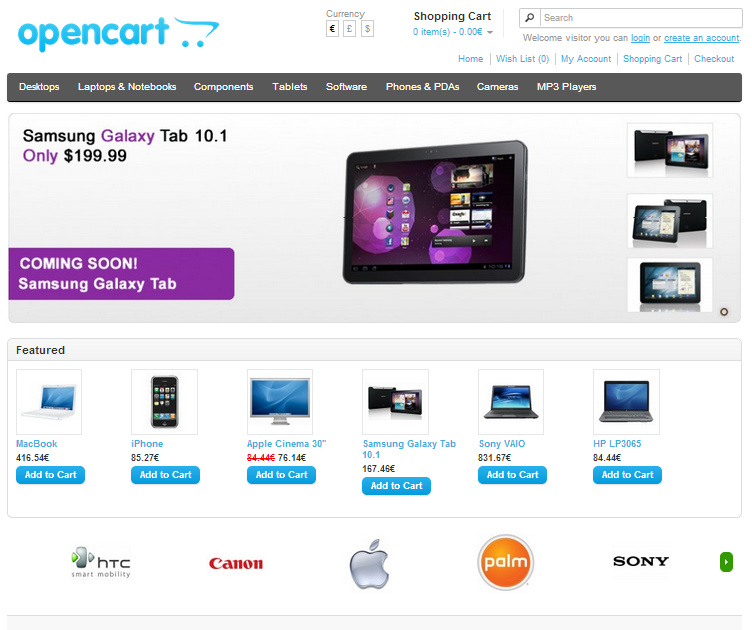 opencart
Currency
€ £ $
Shopping Cart
0 item(s) - 0.00€
Search
Welcome visitor you can login or create an account.
Home Wish List (0) My Account Shopping Cart Checkout
Desktops Laptops & Notebooks Components Tablets Software Phones & PDAs Cameras MP3 Players
Samsung Galaxy Tab 10.1
Only $199.99
COMING SOON!
Samsung Galaxy Tab
Featured
MacBook
416.54€
Add to Cart
iPhone
85.27€
Add to Cart
Apple Cinema 30"
84.44€ 76.14€
Add to Cart
Samsung Galaxy Tab
10.1
167.46€
Add to Cart
Sony VAIO
831.67€
Add to Cart
HP LP3065
84.44€
Add to Cart
hTC
smart mobility
Canon
palm
SONY